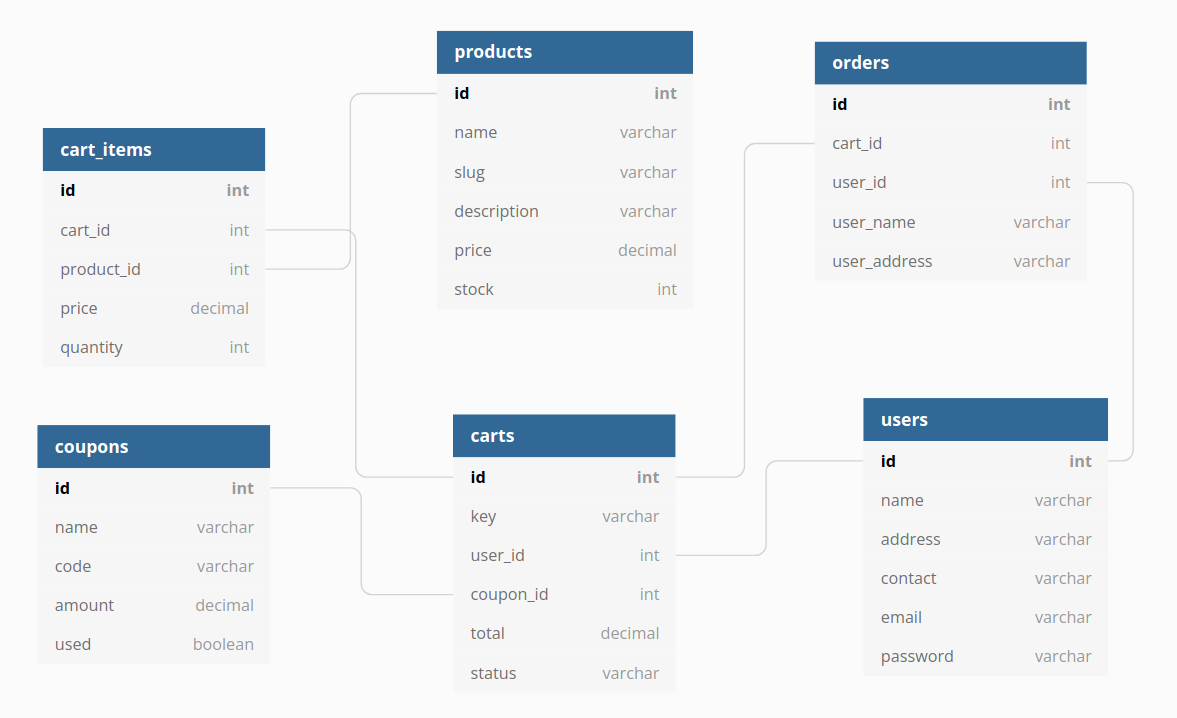 products
id int
name varchar
slug varchar
description varchar
price decimal
stock int
orders
id int
cart_id int
user_id int
user_name varchar
user_address varchar
cart_items
id int
cart_id int
product_id int
price decimal
quantity int
coupons
id int
name varchar
code varchar
amount decimal
used boolean
carts
id int
key varchar
user_id int
coupon_id int
total decimal
status varchar
users
id int
name varchar
address varchar
contact varchar
email varchar
password varchar